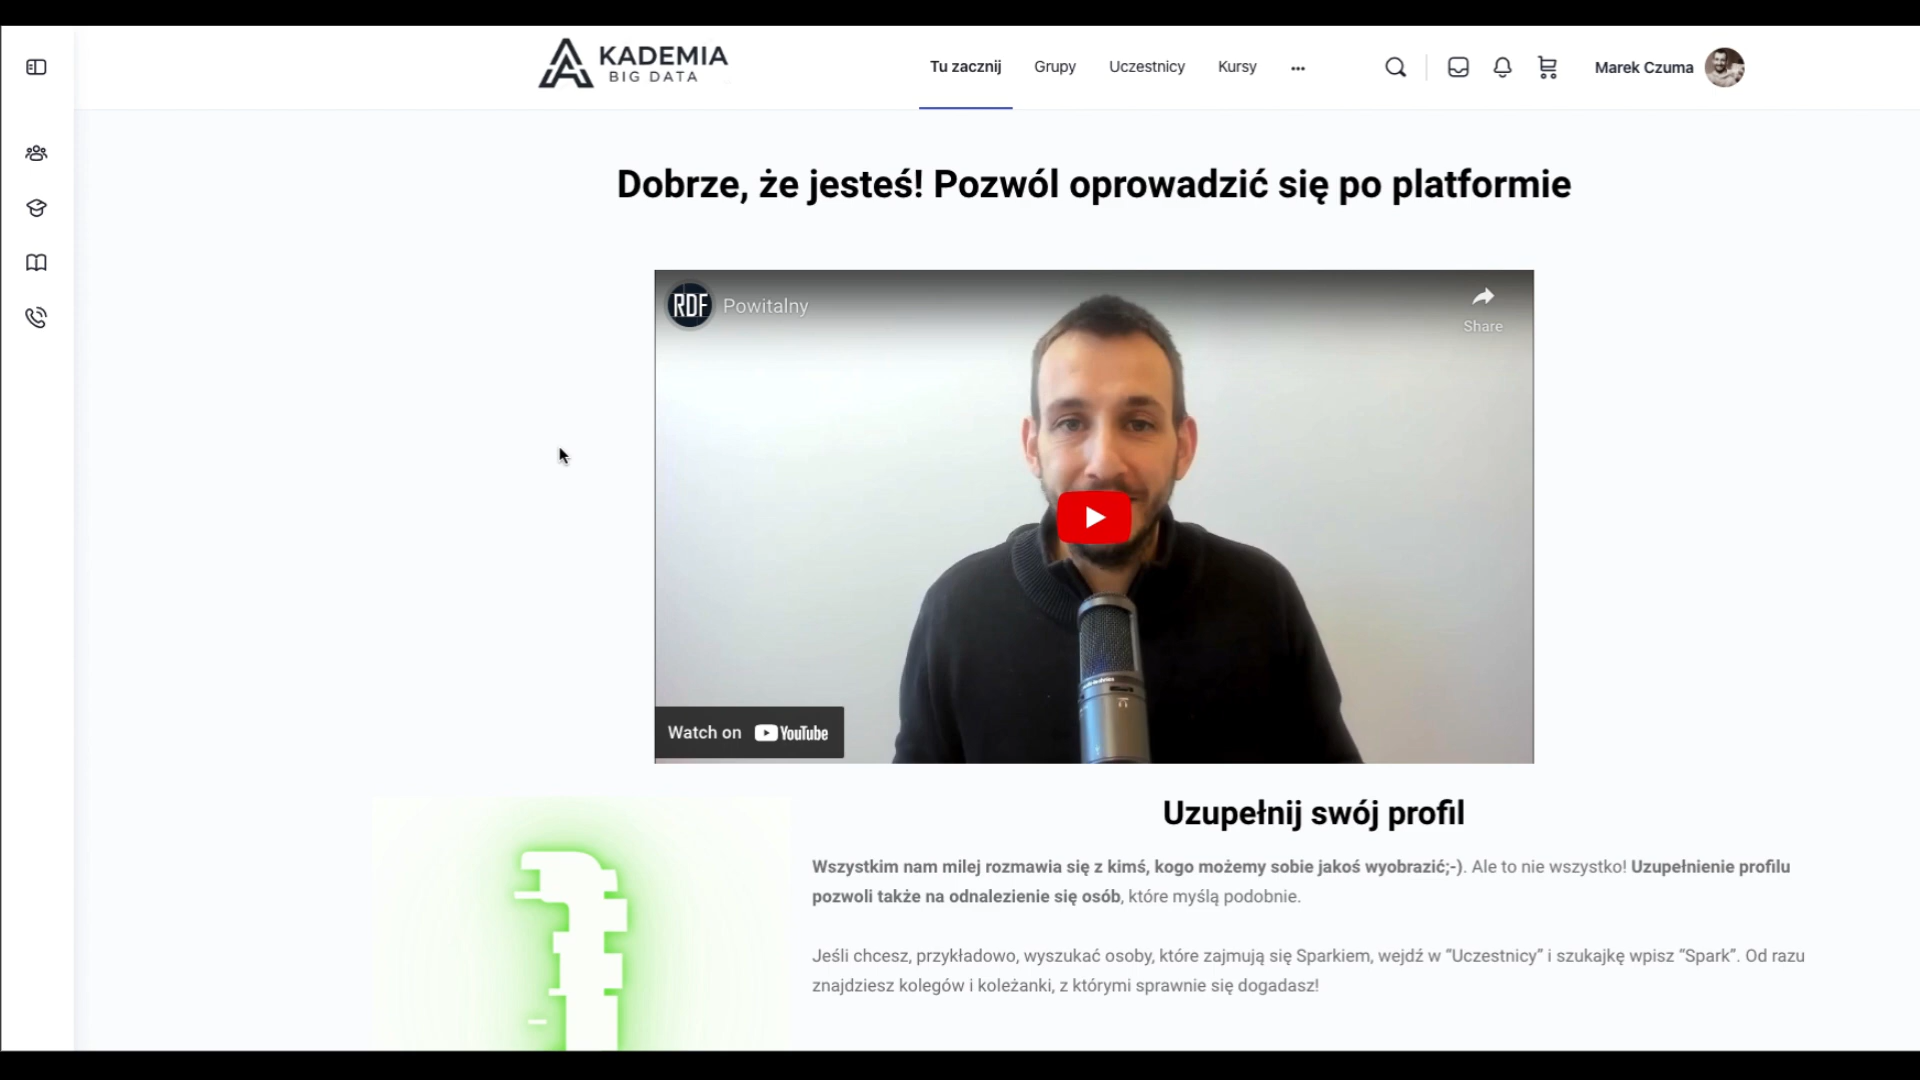 KADEMIA
BIG DATA
Tu zacznij
Grupy
Uczestnicy
Kursy
Marek Czuma
Dobrze, że jesteś! Pozwól oprowadzić się po platformie
RDF
Powitalny
Share
Watch on YouTube
Uzupełnij swój profil
Wszystkim nam milej rozmawia się z kimś, kogo możemy sobie jakoś wyobrazić;-). Ale to nie wszystko! Uzupełnienie profilu
pozwoli także na odnalezienie się osób, które myślą podobnie.
Jeśli chcesz, przykładowo, wyszukać osoby, które zajmują się Sparkiem, wejdź w “Uczestnicy” i szukajkę wpisz “Spark”. Od razu
znajdziesz kolegów i koleżanki, z którymi sprawnie się dogadasz!